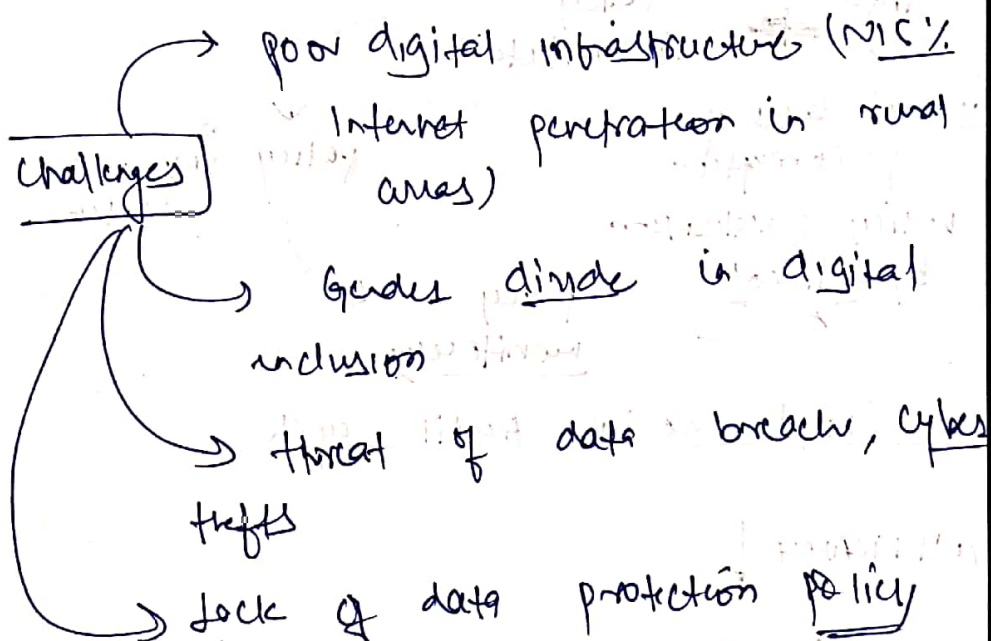 poor digital infrastructure (~15%
Internet penetration in rural
areas)
Challenges
Gender divide in digital
inclusion
threat of data breach, Cyber
thefts
Lack of data protection policy